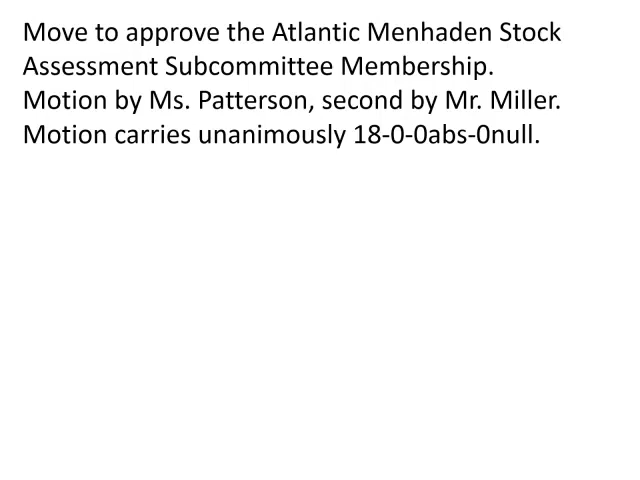 Move to approve the Atlantic Menhaden Stock
Assessment Subcommittee Membership.
Motion by Ms. Patterson, second by Mr. Miller.
Motion carries unanimously 18-0-0abs-0null.